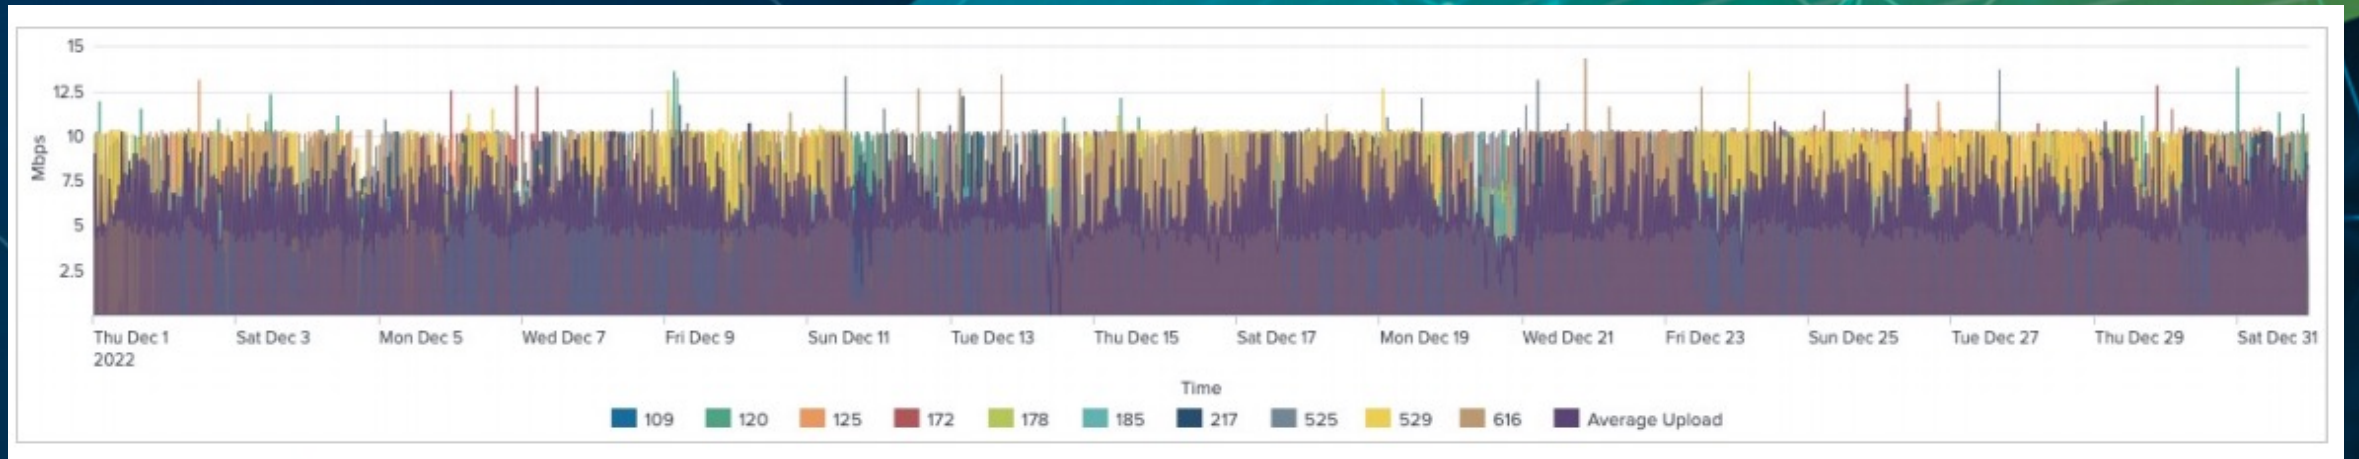 15
12.5
10
7.5
5
2.5
Mbps
Thu Dec 1 Sat Dec 3 Mon Dec 5 Wed Dec 7 Fri Dec 9 Sun Dec 11 Tue Dec 13 Thu Dec 15 Sat Dec 17 Mon Dec 19 Wed Dec 21 Fri Dec 23 Sun Dec 25 Tue Dec 27 Thu Dec 29 Sat Dec 31
2022
Time
109 120 125 172 178 185 217 525 529 616 Average Upload